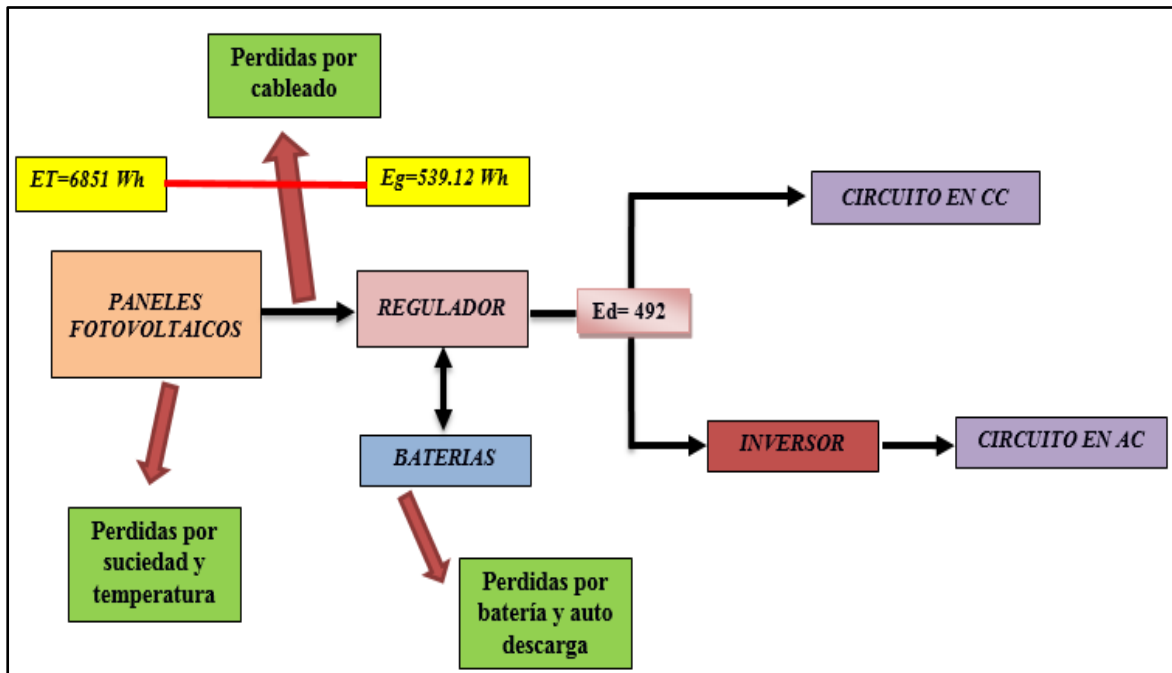 Perdidas por
cableado
ET=6851 Wh
Eg=539.12 Wh
CIRCUITO EN CC
PANELES
FOTOVOLTAICOS
REGULADOR
Ed= 492
BATERIAS
INVERSOR
CIRCUITO EN AC
Perdidas por
suciedad y
temperatura
Perdidas por
batería y auto
descarga